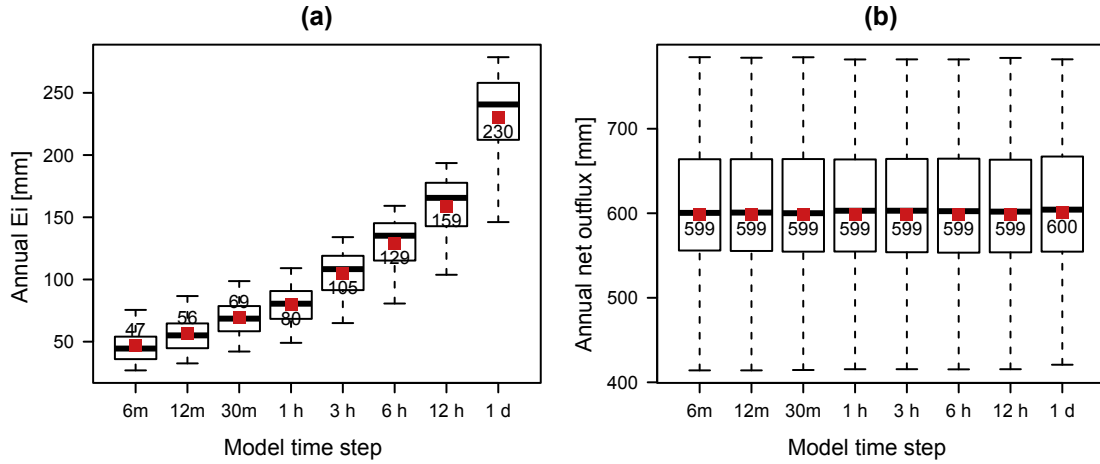 (a)
Annual Ei [mm]
250
200
150
100
50
47
56
69
80
105
129
159
230
6m 12m 30m 1 h 3 h 6 h 12 h 1 d
Model time step
(b)
Annual net outflux [mm]
700
600
500
400
599 599 599 599 599 599 599 600
6m 12m 30m 1 h 3 h 6 h 12 h 1 d
Model time step